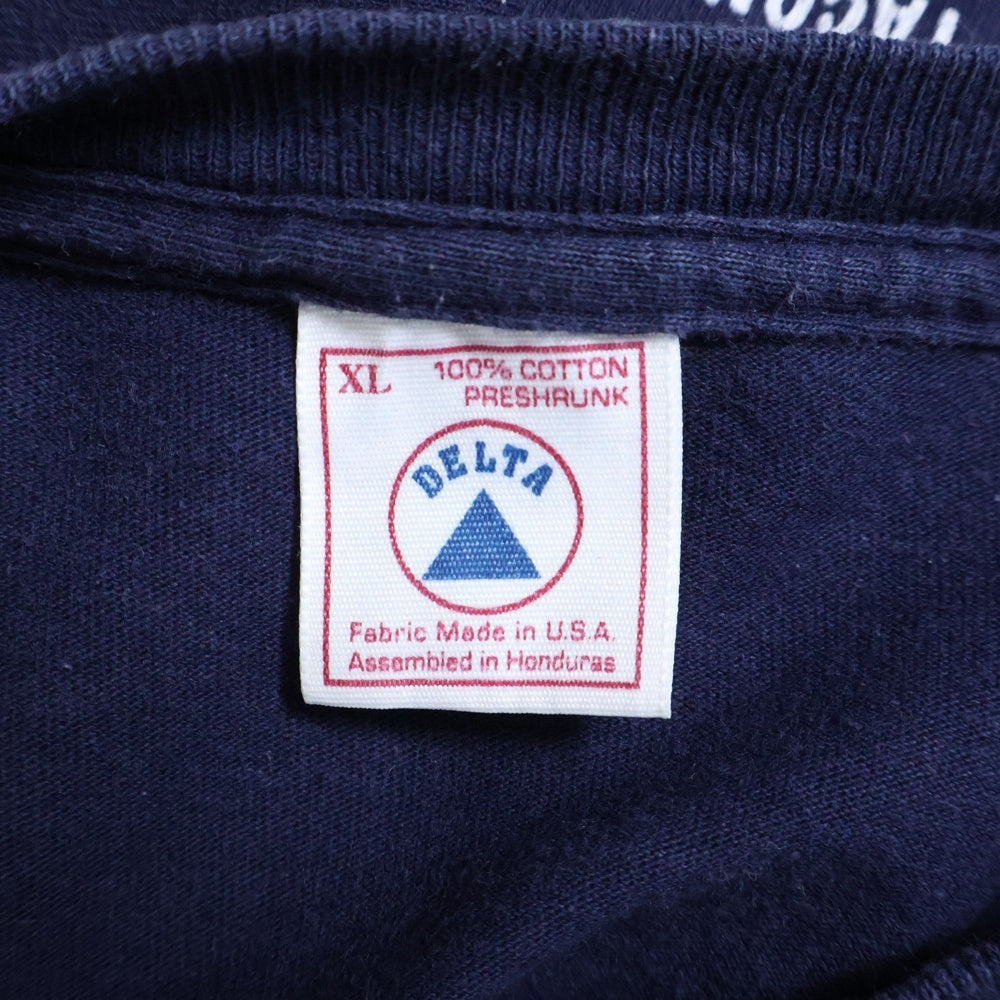 XL
100% COTTON
PRESHRUNK
DELTA
Fabric Made in U.S.A.
Assembled in Honduras